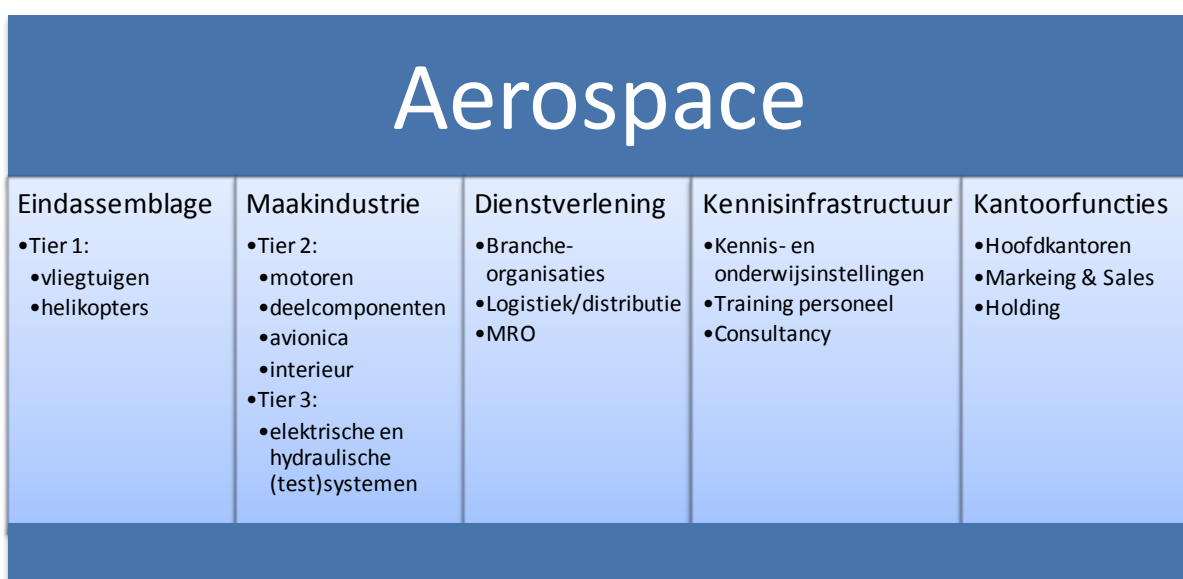 Aerospace
Eindassemblage
•Tier 1:
•vliegtuigen
•helikopters
Maakindustrie
•Tier 2:
•motoren
•deelcomponenten
•avionica
•interieur
•Tier 3:
•elektrische en
hydraulische
(test)systemen
Dienstverlening
•Branche-
organisaties
•Logistiek/distributie
•MRO
Kennisinfrastructuur
•Kennis- en
onderwijsinstellingen
•Training personeel
•Consultancy
Kantoorfuncties
•Hoofdkantoren
•Markeing & Sales
•Holding